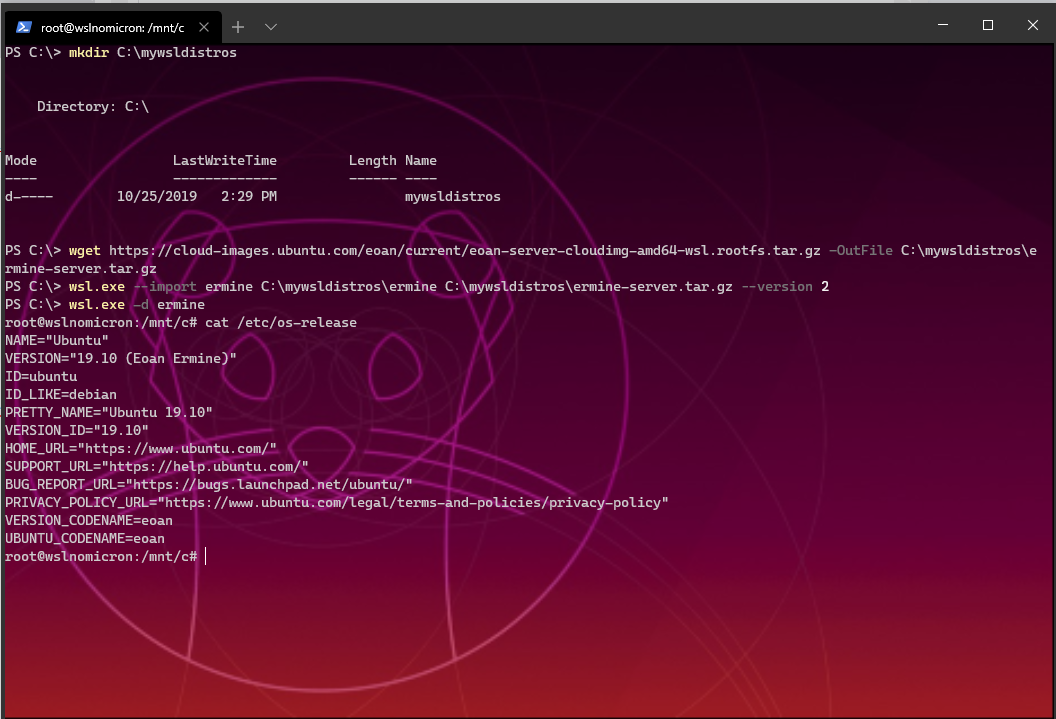 root@wslnomicron: /mnt/c
PS C:\> mkdir C:\mywsldistros
Directory: C:\
Mode                 LastWriteTime         Length Name
----                 -------------         ------ ----
d-----        10/25/2019   2:29 PM                mywsldistros
PS C:\> wget https://cloud-images.ubuntu.com/eoan/current/eoan-server-cloudimg-amd64-wsl.rootfs.tar.gz -OutFile C:\mywsldistros\e
rmine-server.tar.gz
PS C:\> wsl.exe --import ermine C:\mywsldistros\ermine C:\mywsldistros\ermine-server.tar.gz --version 2
PS C:\> wsl.exe -d ermine
root@wslnomicron:/mnt/c# cat /etc/os-release
NAME="Ubuntu"
VERSION="19.10 (Eoan Ermine)"
ID=ubuntu
ID_LIKE=debian
PRETTY_NAME="Ubuntu 19.10"
VERSION_ID="19.10"
HOME_URL="https://www.ubuntu.com/"
SUPPORT_URL="https://help.ubuntu.com/"
BUG_REPORT_URL="https://bugs.launchpad.net/ubuntu/"
PRIVACY_POLICY_URL="https://www.ubuntu.com/legal/terms-and-policies/privacy-policy"
VERSION_CODENAME=eoan
UBUNTU_CODENAME=eoan
root@wslnomicron:/mnt/c#